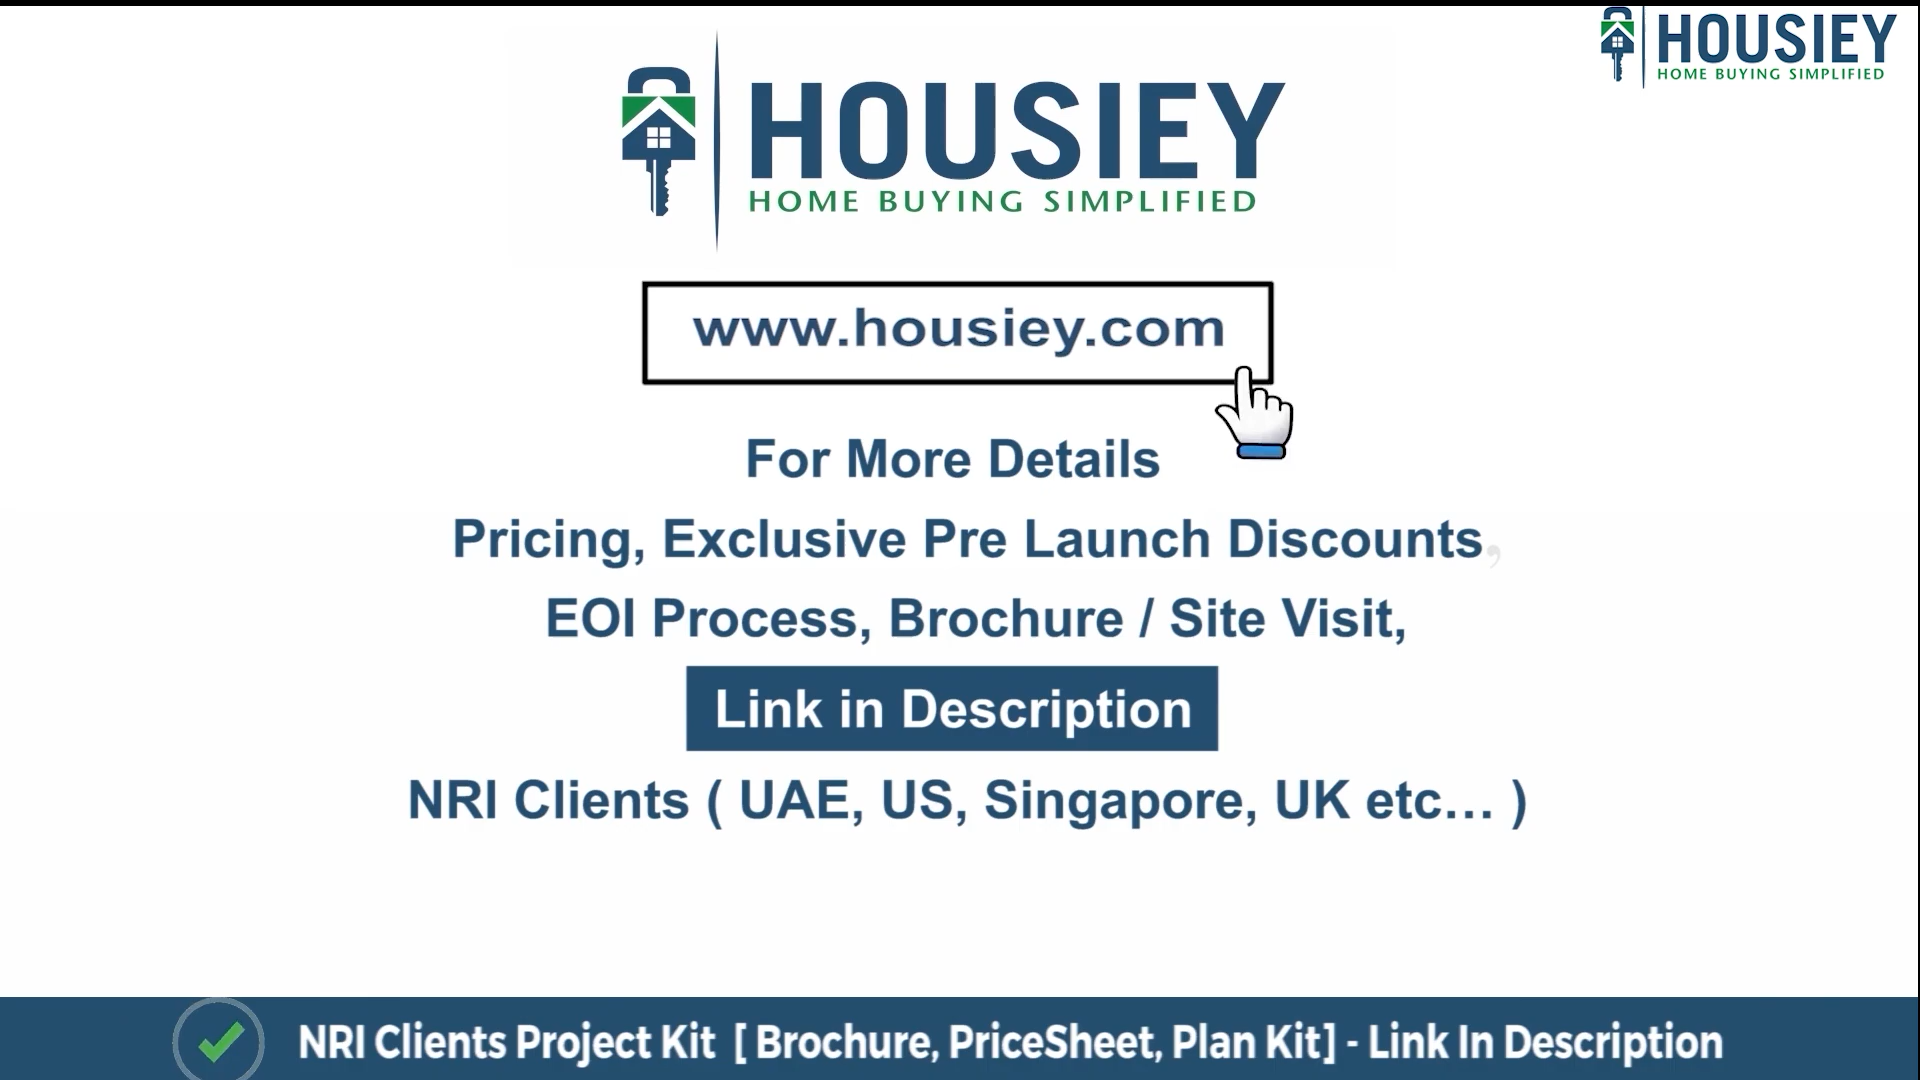 HOUSIEY
HOME BUYING SIMPLIFIED
HOUSIEY
HOME BUYING SIMPLIFIED
www.housiey.com
For More Details
Pricing, Exclusive Pre Launch Discounts,
EOI Process, Brochure / Site Visit,
Link in Description
NRI Clients ( UAE, US, Singapore, UK etc... )
NRI Clients Project Kit [ Brochure, PriceSheet, Plan Kit] - Link In Description